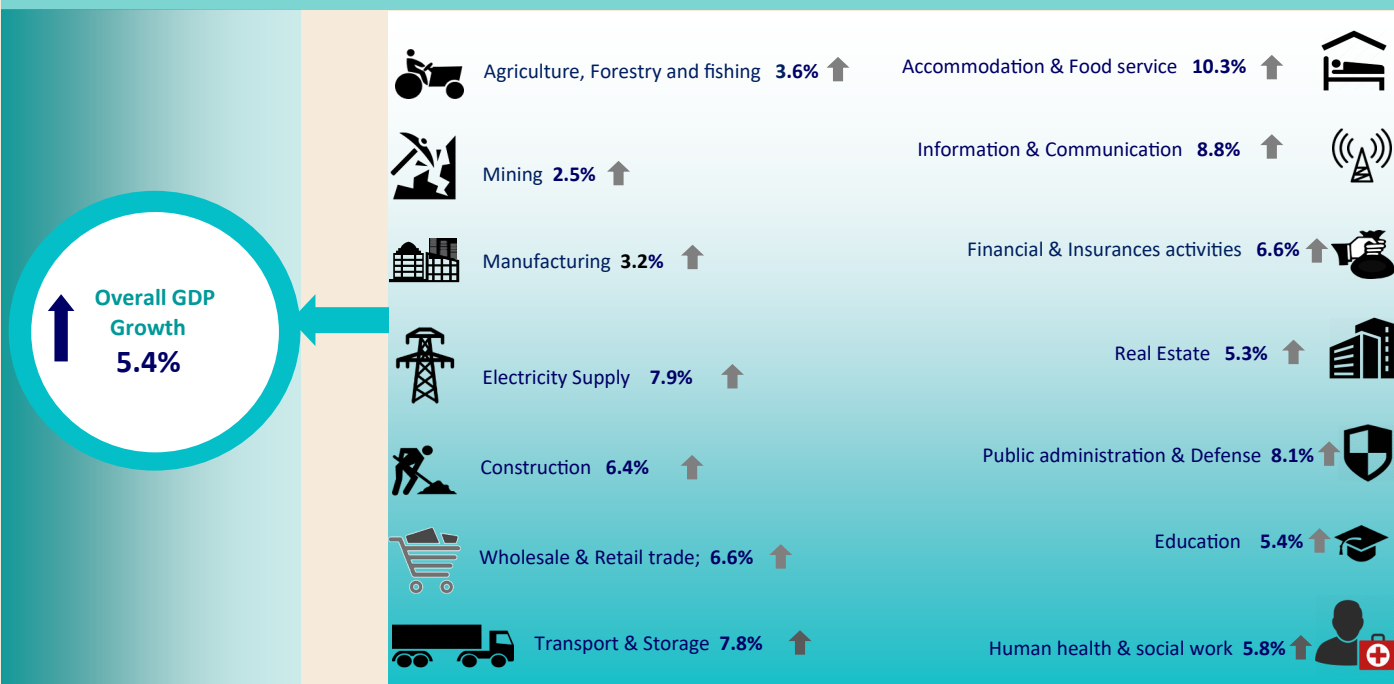 Overall GDP
Growth
5.4%
Agriculture, Forestry and fishing 3.6%
Mining 2.5%
Manufacturing 3.2%
Electricity Supply 7.9%
Construction 6.4%
Wholesale & Retail trade; 6.6%
Transport & Storage 7.8%
Accommodation & Food service 10.3%
Information & Communication 8.8%
Financial & Insurances activities 6.6%
Real Estate 5.3%
Public administration & Defense 8.1%
Education 5.4%
Human health & social work 5.8%